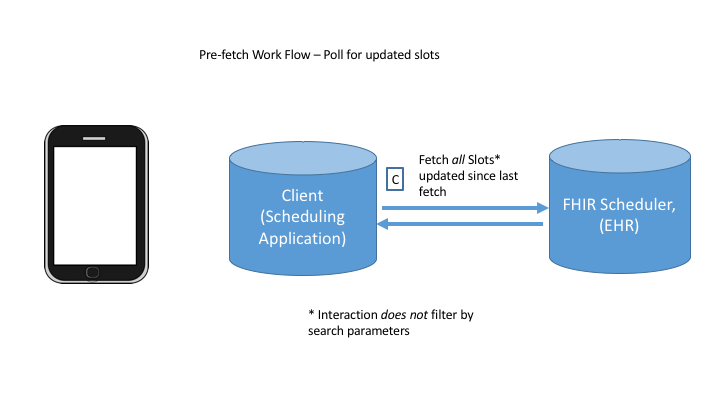 Pre-fetch Work Flow – Poll for updated slots
Client
(Scheduling
Application)
C
Fetch all Slots*
updated since last
fetch
FHIR Scheduler,
(EHR)
* Interaction does not filter by
search parameters